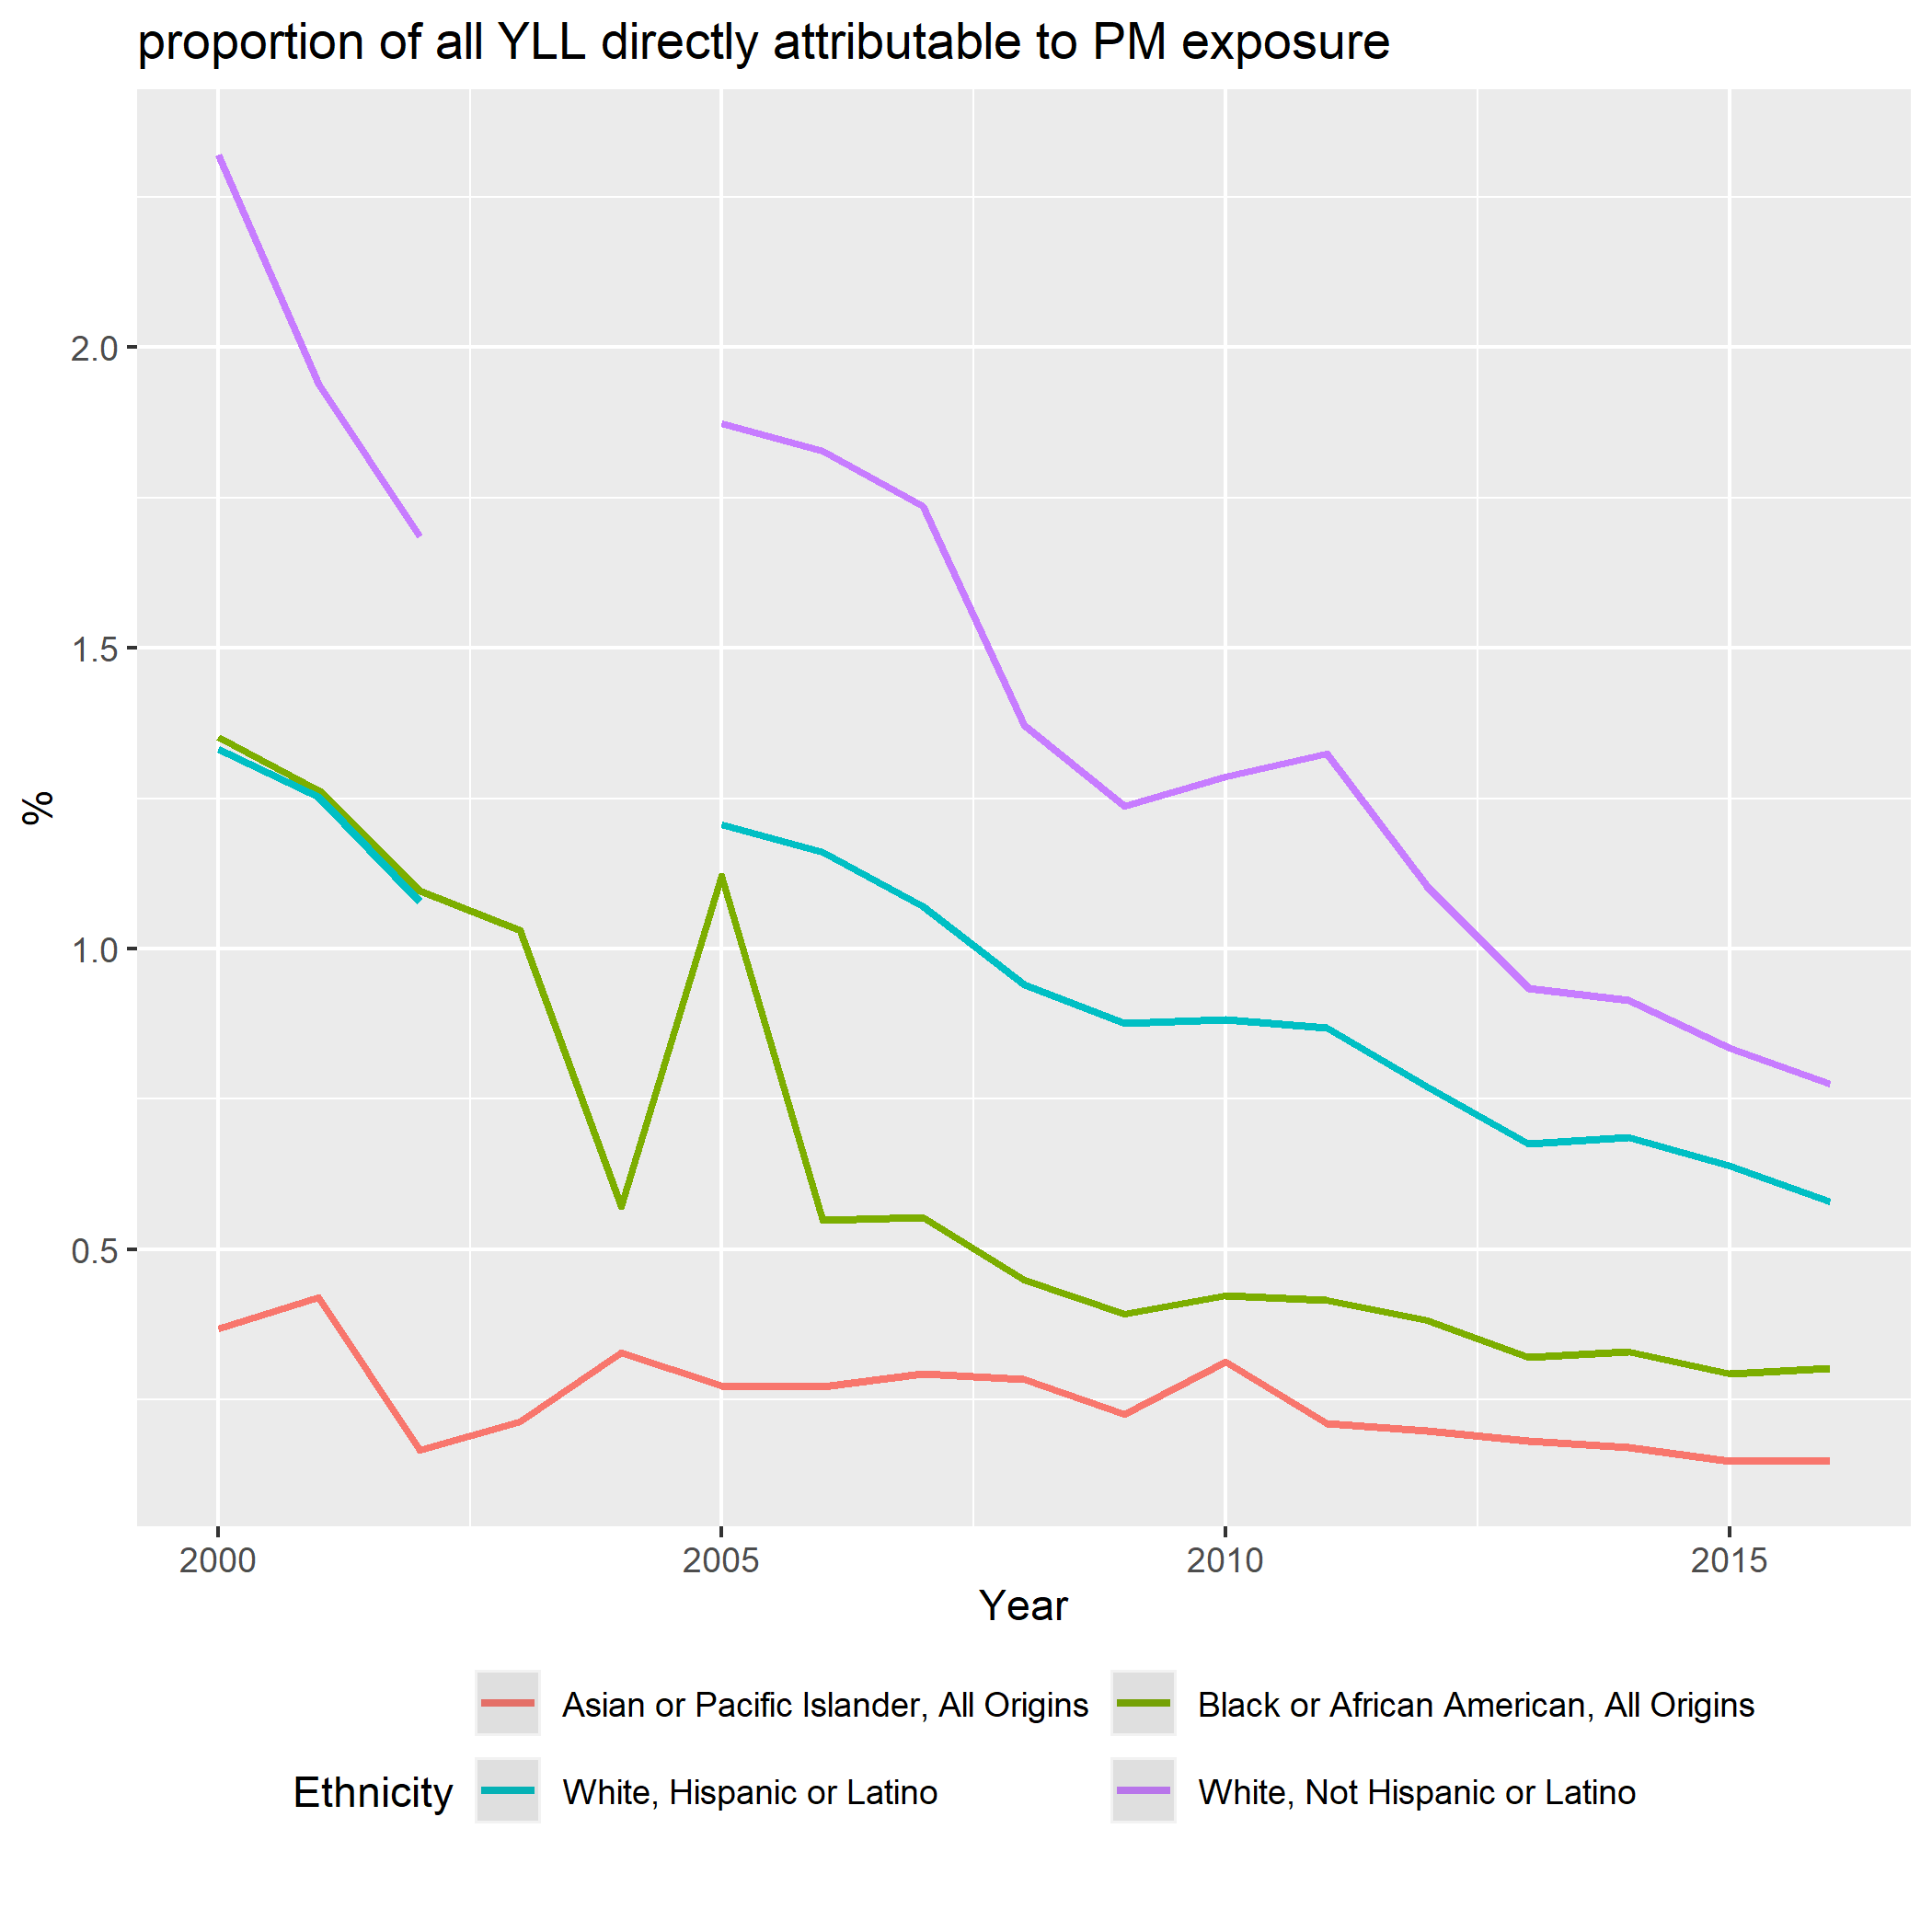 proportion of all YLL directly attributable to PM exposure
2.0
1.5
%
1.0
0.5
2000 2005 2010 2015
Year
Asian or Pacific Islander, All Origins Black or African American, All Origins
Ethnicity White, Hispanic or Latino White, Not Hispanic or Latino